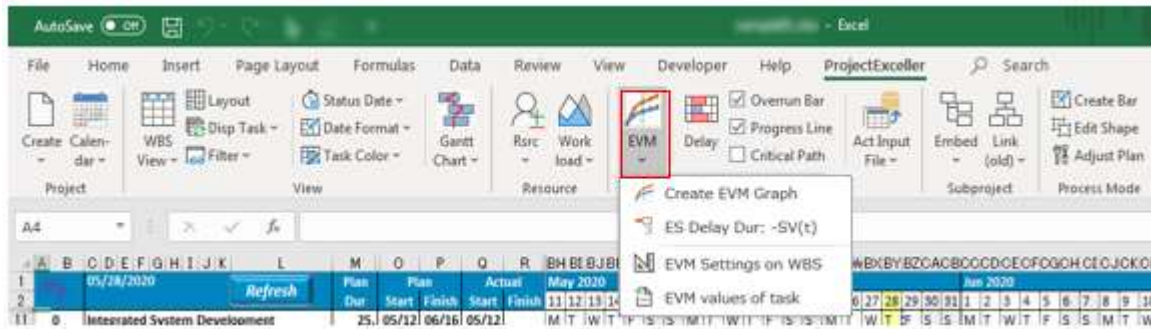 AutoSave Off - Excel
File Home Insert Page Layout Formulas Data Review View Developer Help ProjectExceller Search
Layout Status Date Overrun Bar Create Bar
Disp Task Date Format Progress Line Edit Shape
Filter Task Color Critical Path Adjust Plan
Create Calendar WBS View Gantt Chart Rsrc Work load EVM Delay Act Input File Embed Link (old)
Project View Resource Subproject Process Mode
Create EVM Graph
ES Delay Dur: -SV(t)
EVM Settings on WBS
EVM values of task
A4 fx
A B C D E F G H I J K L M O P Q R BH BI BJ
1 05/28/2020 Refresh Plan Plan Actual May 2020 Jun 2020
2 Dur Start Finish Start Finish 11 12 13 27 28 29 30 31 1 2 3 4 5 6 7 8 9
11 0 Integrated System Development 25. 05/12 06/16 05/12 M T W T F S S M T W T F S S M T W T F S S M T W T F S S M T W